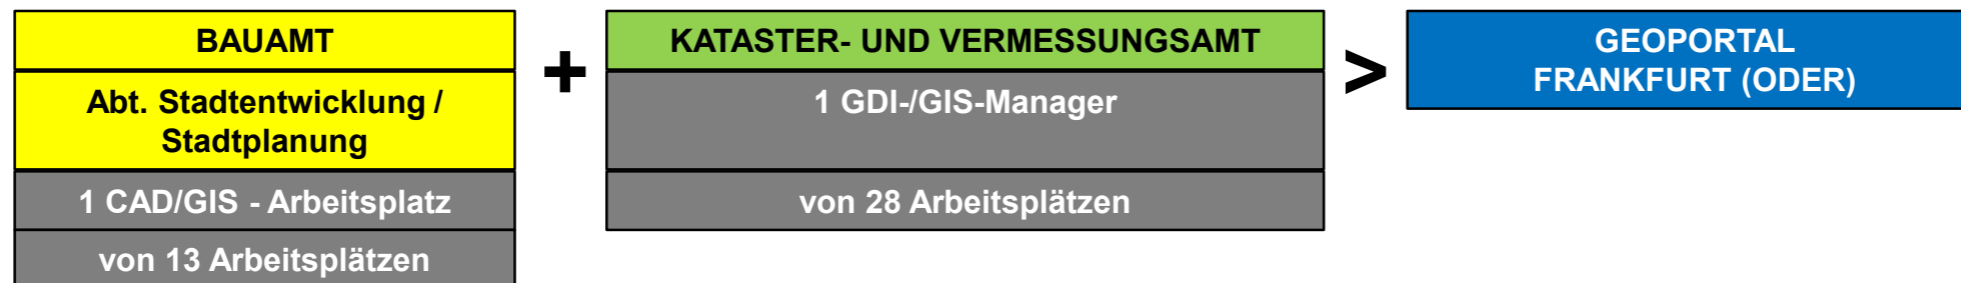 BAUAMT
Abt. Stadtentwicklung /
Stadtplanung
1 CAD/GIS - Arbeitsplatz
von 13 Arbeitsplätzen
+
KATASTER- UND VERMESSUNGSAMT
1 GDI-/GIS-Manager
von 28 Arbeitsplätzen
>
GEOPORTAL
FRANKFURT (ODER)